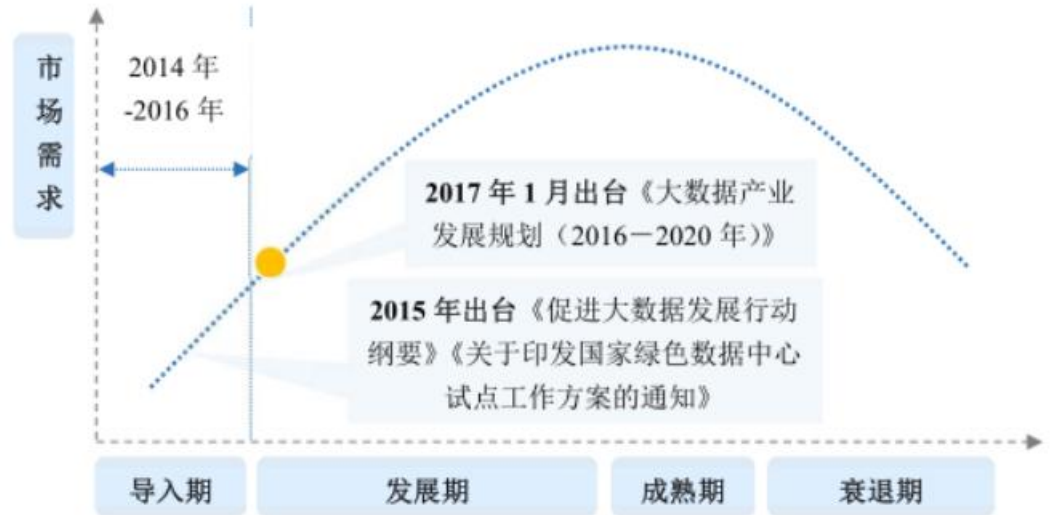 市场需求
2014 年
-2016 年
2017 年 1 月出台《大数据产业
发展规划（2016－2020 年）》
2015 年出台《促进大数据发展行动
纲要》《关于印发国家绿色数据中心
试点工作方案的通知》
导入期
发展期
成熟期
衰退期